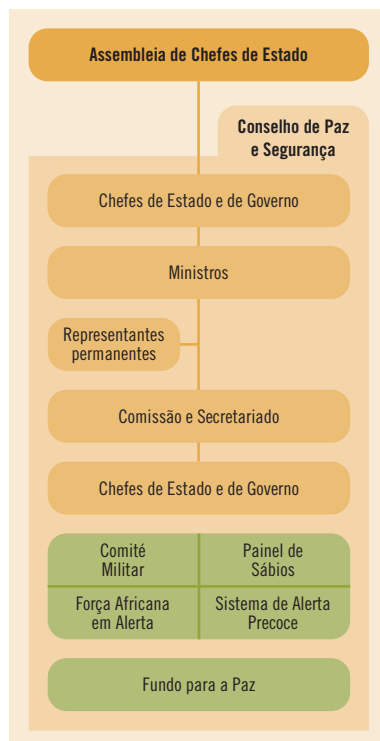 Assembleia de Chefes de Estado
Conselho de Paz
e Segurança
Chefes de Estado e de Governo
Ministros
Representantes
permanentes
Comissão e Secretariado
Chefes de Estado e de Governo
Comité
Militar
Painel de
Sábios
Força Africana
em Alerta
Sistema de Alerta
Precoce
Fundo para a Paz